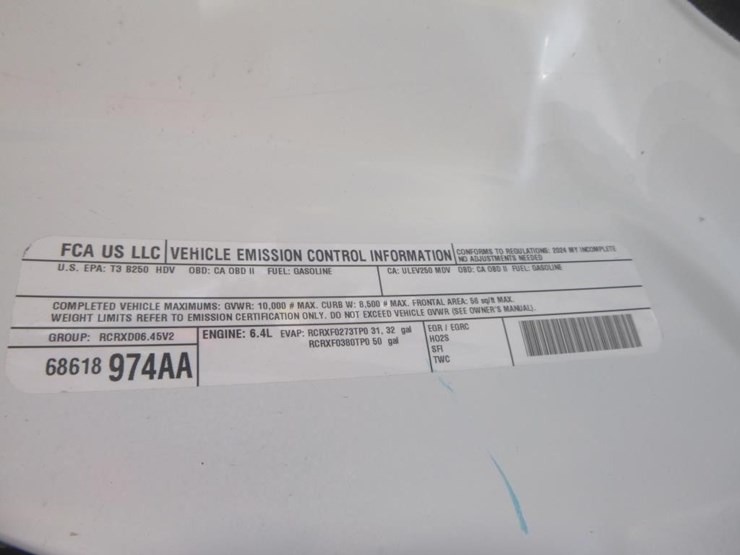 FCA US LLC VEHICLE EMISSION CONTROL INFORMATION CONFORMS TO REGULATIONS: 2024 MY INCOMPLETE
NO ADJUSTMENTS NEEDED
U.S. EPA: T3 B250 HDV OBD: CA OBD II FUEL: GASOLINE CA: ULEV250 MDV OBD: CA OBD II FUEL: GASOLINE
COMPLETED VEHICLE MAXIMUMS: GVWR: 10,000 # MAX. CURB W: 8,500 # MAX. FRONTAL AREA: 50 sq/ft MAX.
WEIGHT LIMITS REFER TO EMISSION CERTIFICATION ONLY. DO NOT EXCEED VEHICLE GVWR (SEE OWNER'S MANUAL).
GROUP: RCRXD06.45V2
68618 974AA
ENGINE: 6.4L EVAP: RCRXF0273TP0 31, 32 gal
RCRXF0380TP0 50 gal
EGR / EGRC
HO2S
SFI
TWC